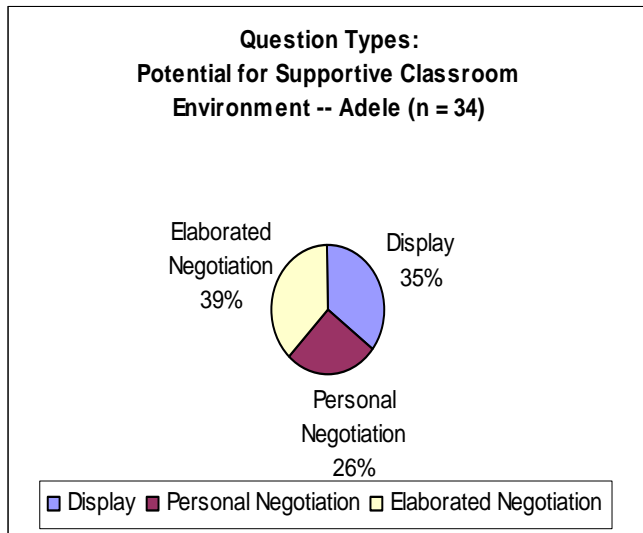 Question Types:
Potential for Supportive Classroom
Environment -- Adele (n = 34)
Elaborated
Negotiation
39%
Display
35%
Personal
Negotiation
26%
Display Personal Negotiation Elaborated Negotiation